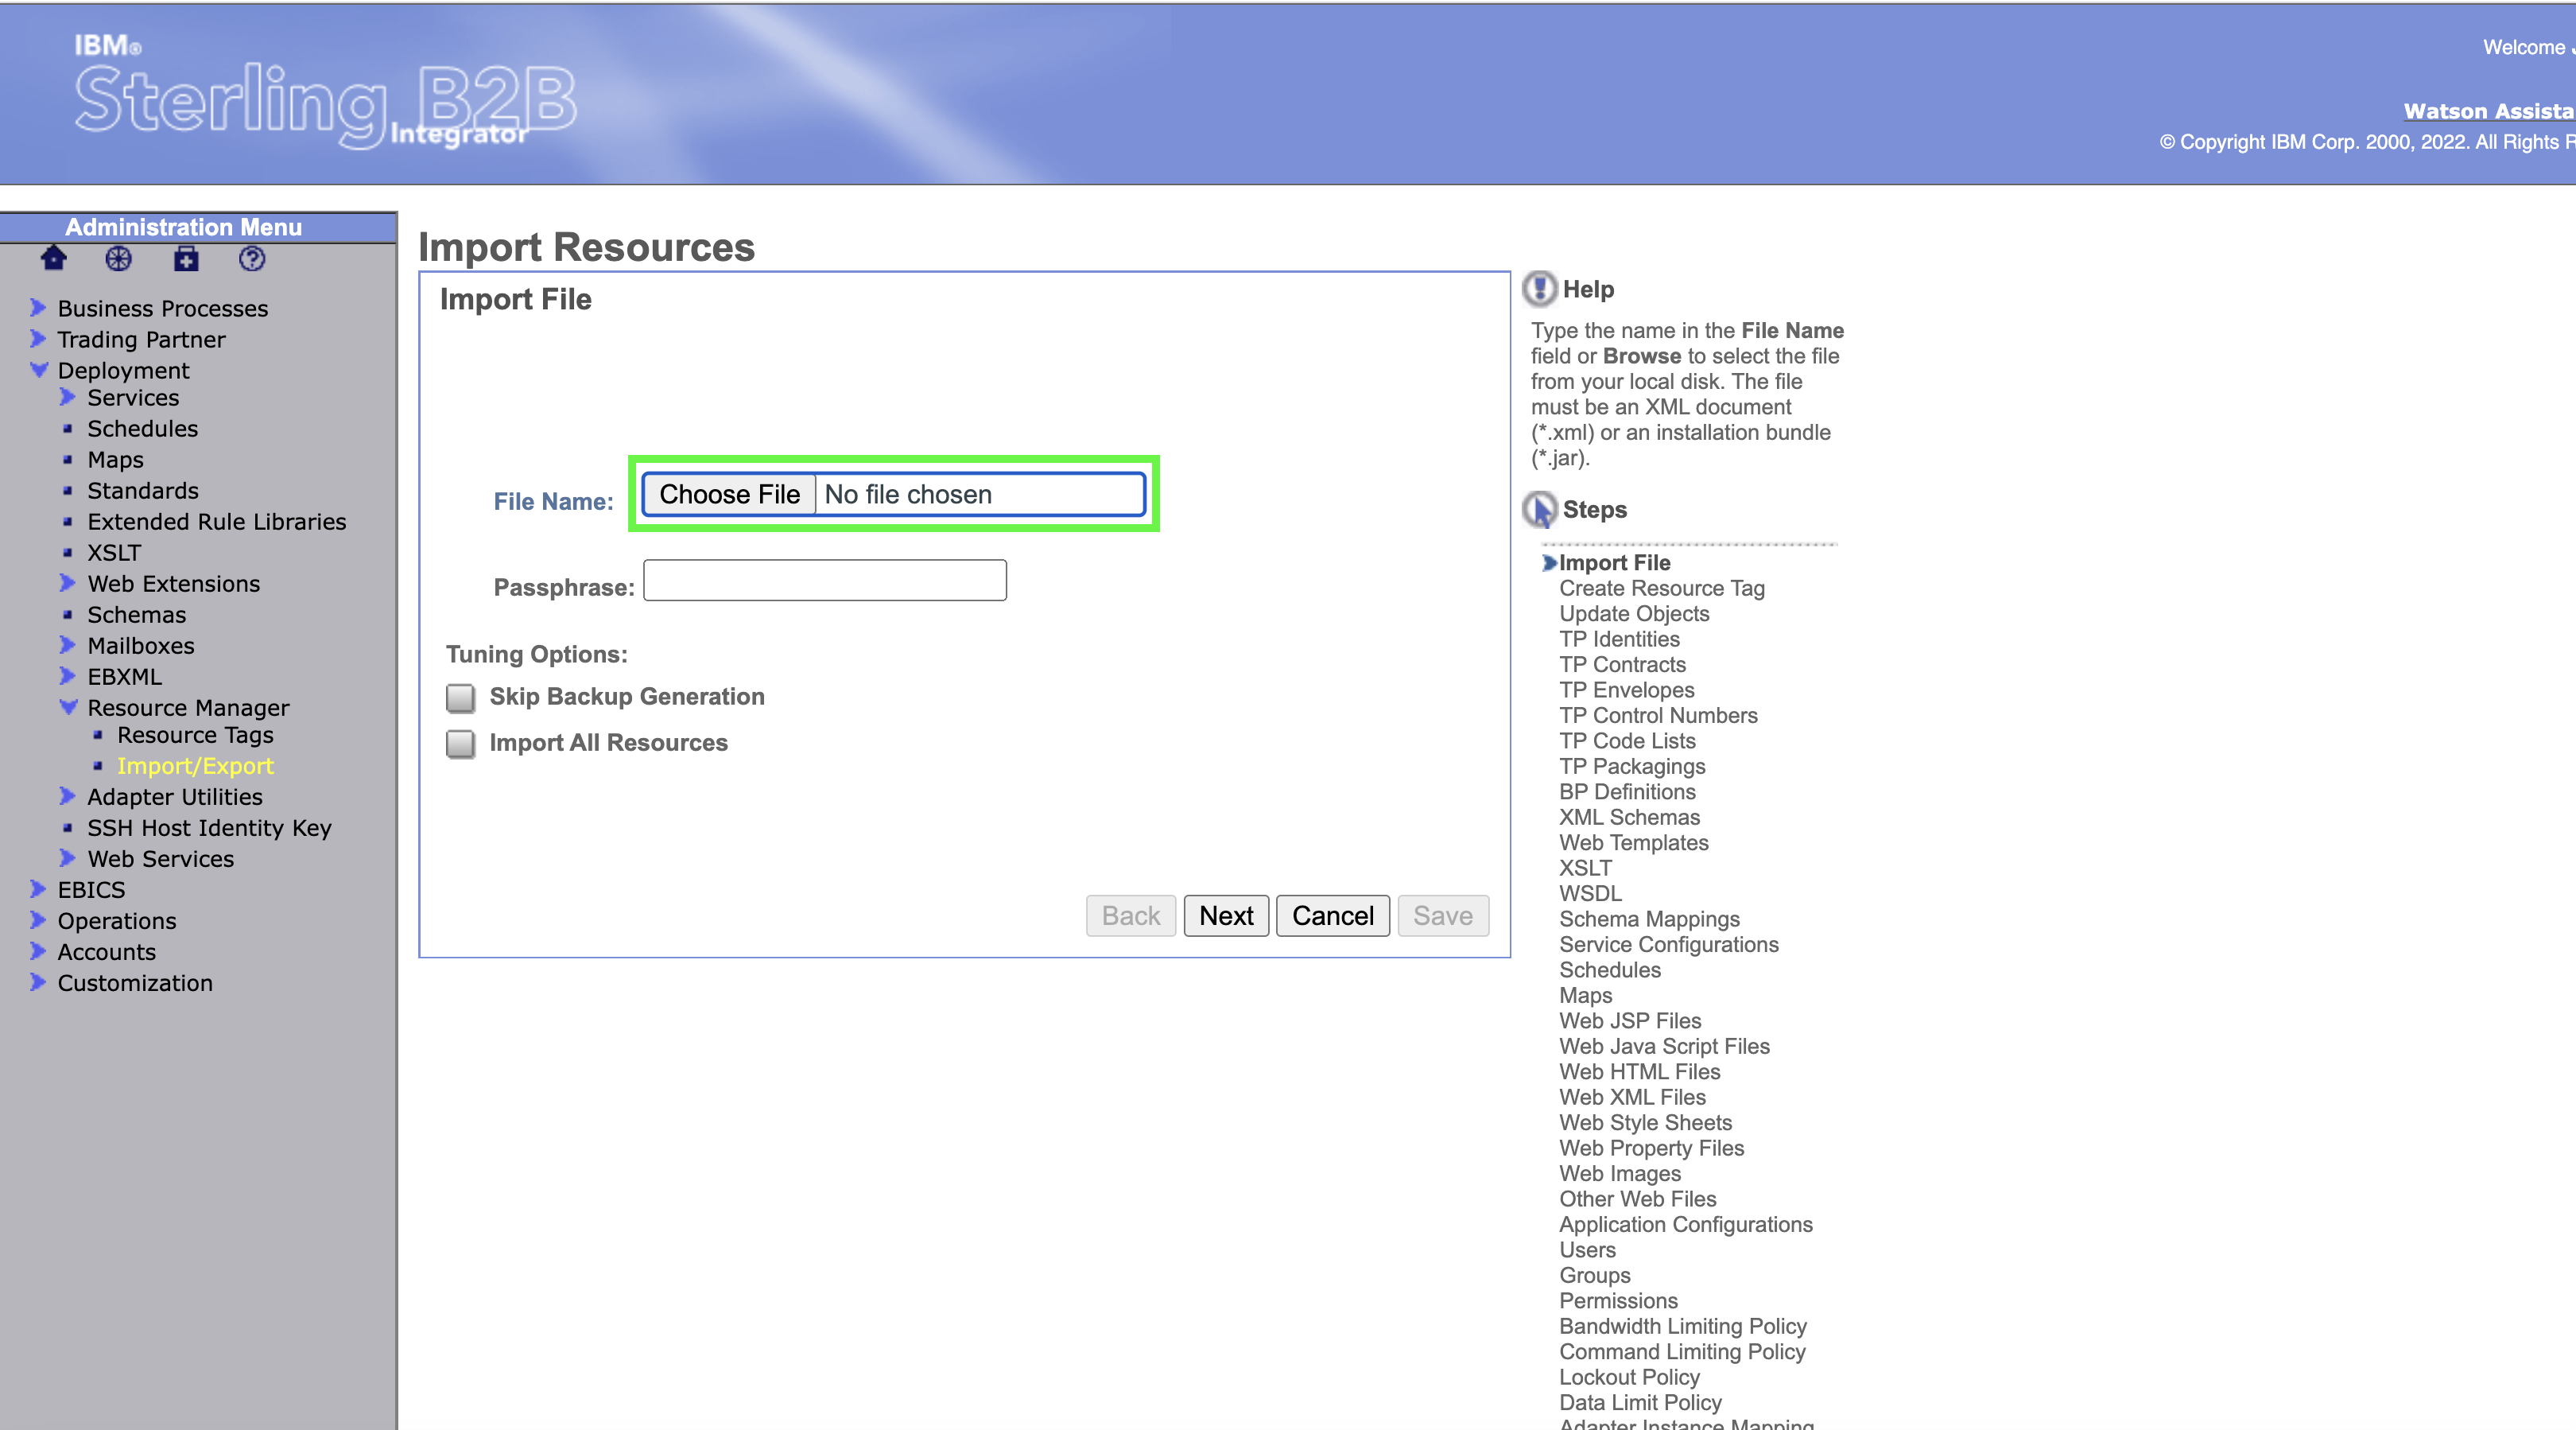 IBM®
Sterling B2B
Integrator
Welcome
Watson
© Copyright IBM Corp. 2000, 2022. All Rights
Administration Menu
Business Processes
Trading Partner
Deployment
Services
Schedules
Maps
Standards
Extended Rule Libraries
XSLT
Web Extensions
Schemas
Mailboxes
EBXML
Resource Manager
Resource Tags
Import/Export
Adapter Utilities
SSH Host Identity Key
Web Services
EBICS
Operations
Accounts
Customization
Import Resources
Import File
File Name: Choose File No file chosen
Passphrase:
Tuning Options:
Skip Backup Generation
Import All Resources
Back Next Cancel Save
Help
Type the name in the File Name
field or Browse to select the file
from your local disk. The file
must be an XML document
(*.xml) or an installation bundle
(*.jar).
Steps
Import File
Create Resource Tag
Update Objects
TP Identities
TP Contracts
TP Envelopes
TP Control Numbers
TP Code Lists
TP Packagings
BP Definitions
XML Schemas
Web Templates
XSLT
WSDL
Schema Mappings
Service Configurations
Schedules
Maps
Web JSP Files
Web Java Script Files
Web HTML Files
Web XML Files
Web Style Sheets
Web Property Files
Web Images
Other Web Files
Application Configurations
Users
Groups
Permissions
Bandwidth Limiting Policy
Command Limiting Policy
Lockout Policy
Data Limit Policy
Adapter Instance Mapping